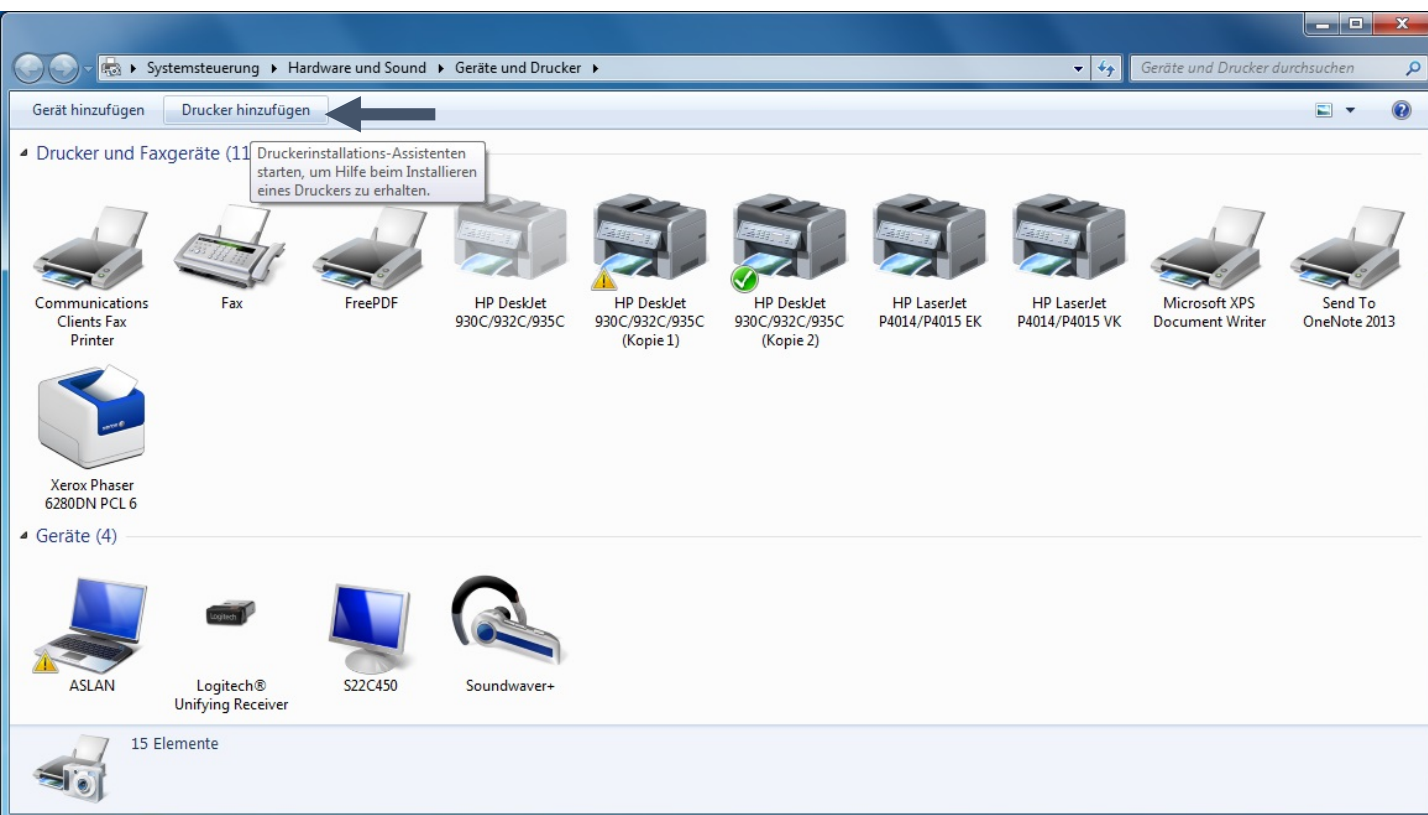 Systemsteuerung ▸ Hardware und Sound ▸ Geräte und Drucker ▸
Geräte und Drucker durchsuchen
Gerät hinzufügen
Drucker hinzufügen
Drucker und Faxgeräte (11
Druckerinstallations-Assistenten
starten, um Hilfe beim Installieren
eines Druckers zu erhalten.
Communications
Clients Fax
Printer
Fax
FreePDF
HP DeskJet
930C/932C/935C
HP DeskJet
930C/932C/935C
(Kopie 1)
HP DeskJet
930C/932C/935C
(Kopie 2)
HP LaserJet
P4014/P4015 EK
HP LaserJet
P4014/P4015 VK
Microsoft XPS
Document Writer
Send To
OneNote 2013
xerox
Xerox Phaser
6280DN PCL 6
Geräte (4)
ASLAN
Logitech
Logitech®
Unifying Receiver
S22C450
Soundwaver+
15 Elemente